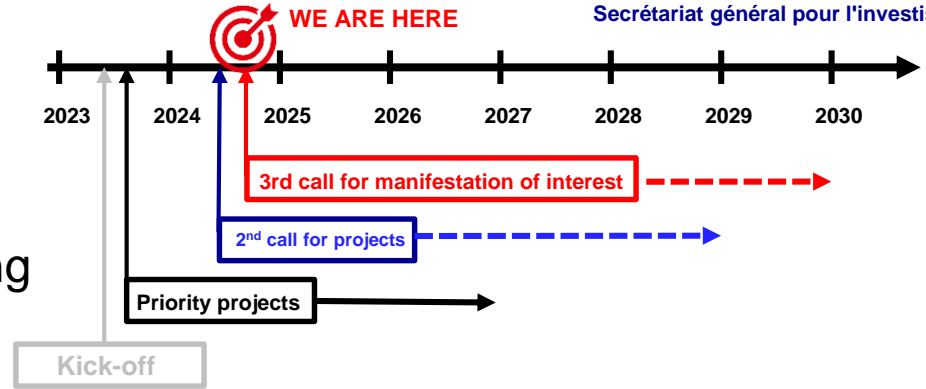 WE ARE HERE
Secrétariat général pour l'investis
2023 2024 2025 2026 2027 2028 2029 2030
3rd call for manifestation of interest
2nd call for projects
Priority projects
Kick-off